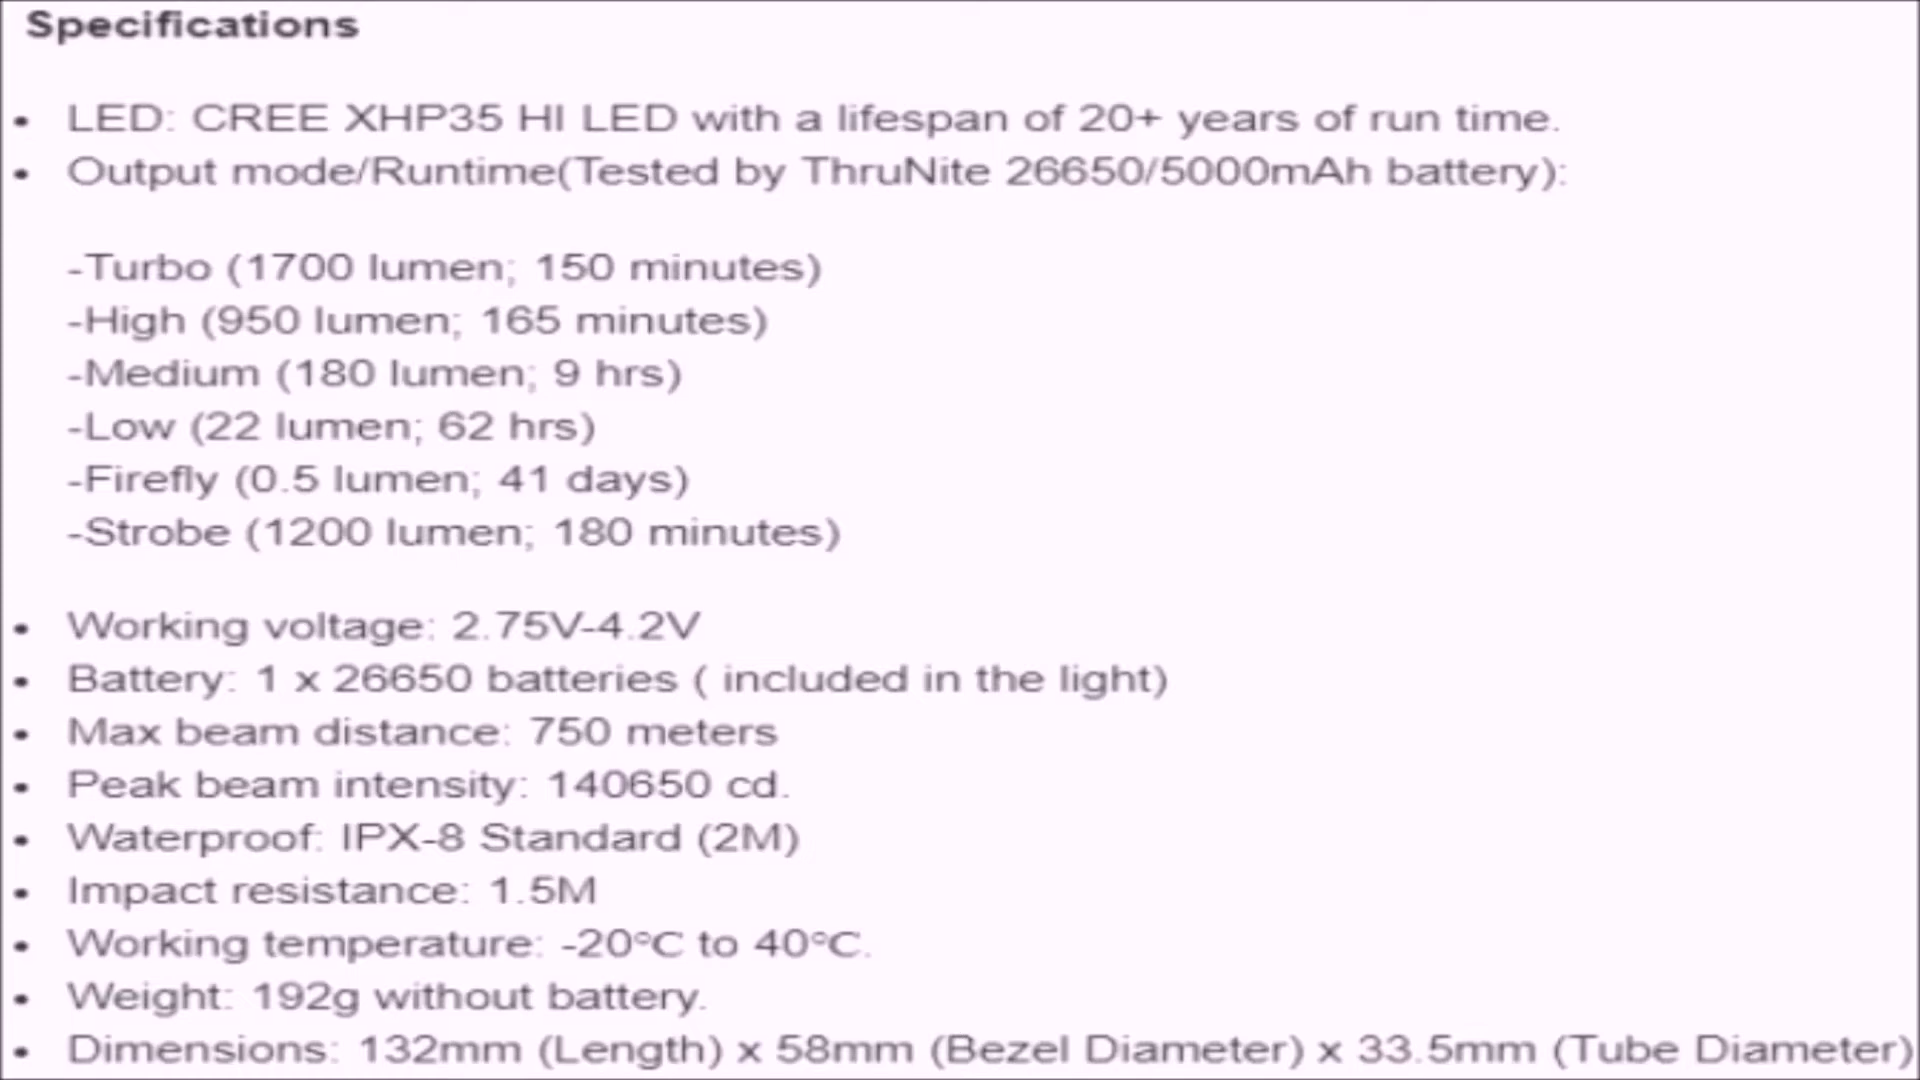 Specifications
• LED: CREE XHP35 HI LED with a lifespan of 20+ years of run time.
• Output mode/Runtime(Tested by ThruNite 26650/5000mAh battery):
-Turbo (1700 lumen; 150 minutes)
-High (950 lumen; 165 minutes)
-Medium (180 lumen; 9 hrs)
-Low (22 lumen; 62 hrs)
-Firefly (0.5 lumen; 41 days)
-Strobe (1200 lumen; 180 minutes)
• Working voltage: 2.75V-4.2V
• Battery: 1 x 26650 batteries ( included in the light)
• Max beam distance: 750 meters
• Peak beam intensity: 140650 cd.
• Waterproof: IPX-8 Standard (2M)
• Impact resistance: 1.5M
• Working temperature: -20°C to 40°C.
• Weight: 192g without battery.
• Dimensions: 132mm (Length) x 58mm (Bezel Diameter) x 33.5mm (Tube Diameter)